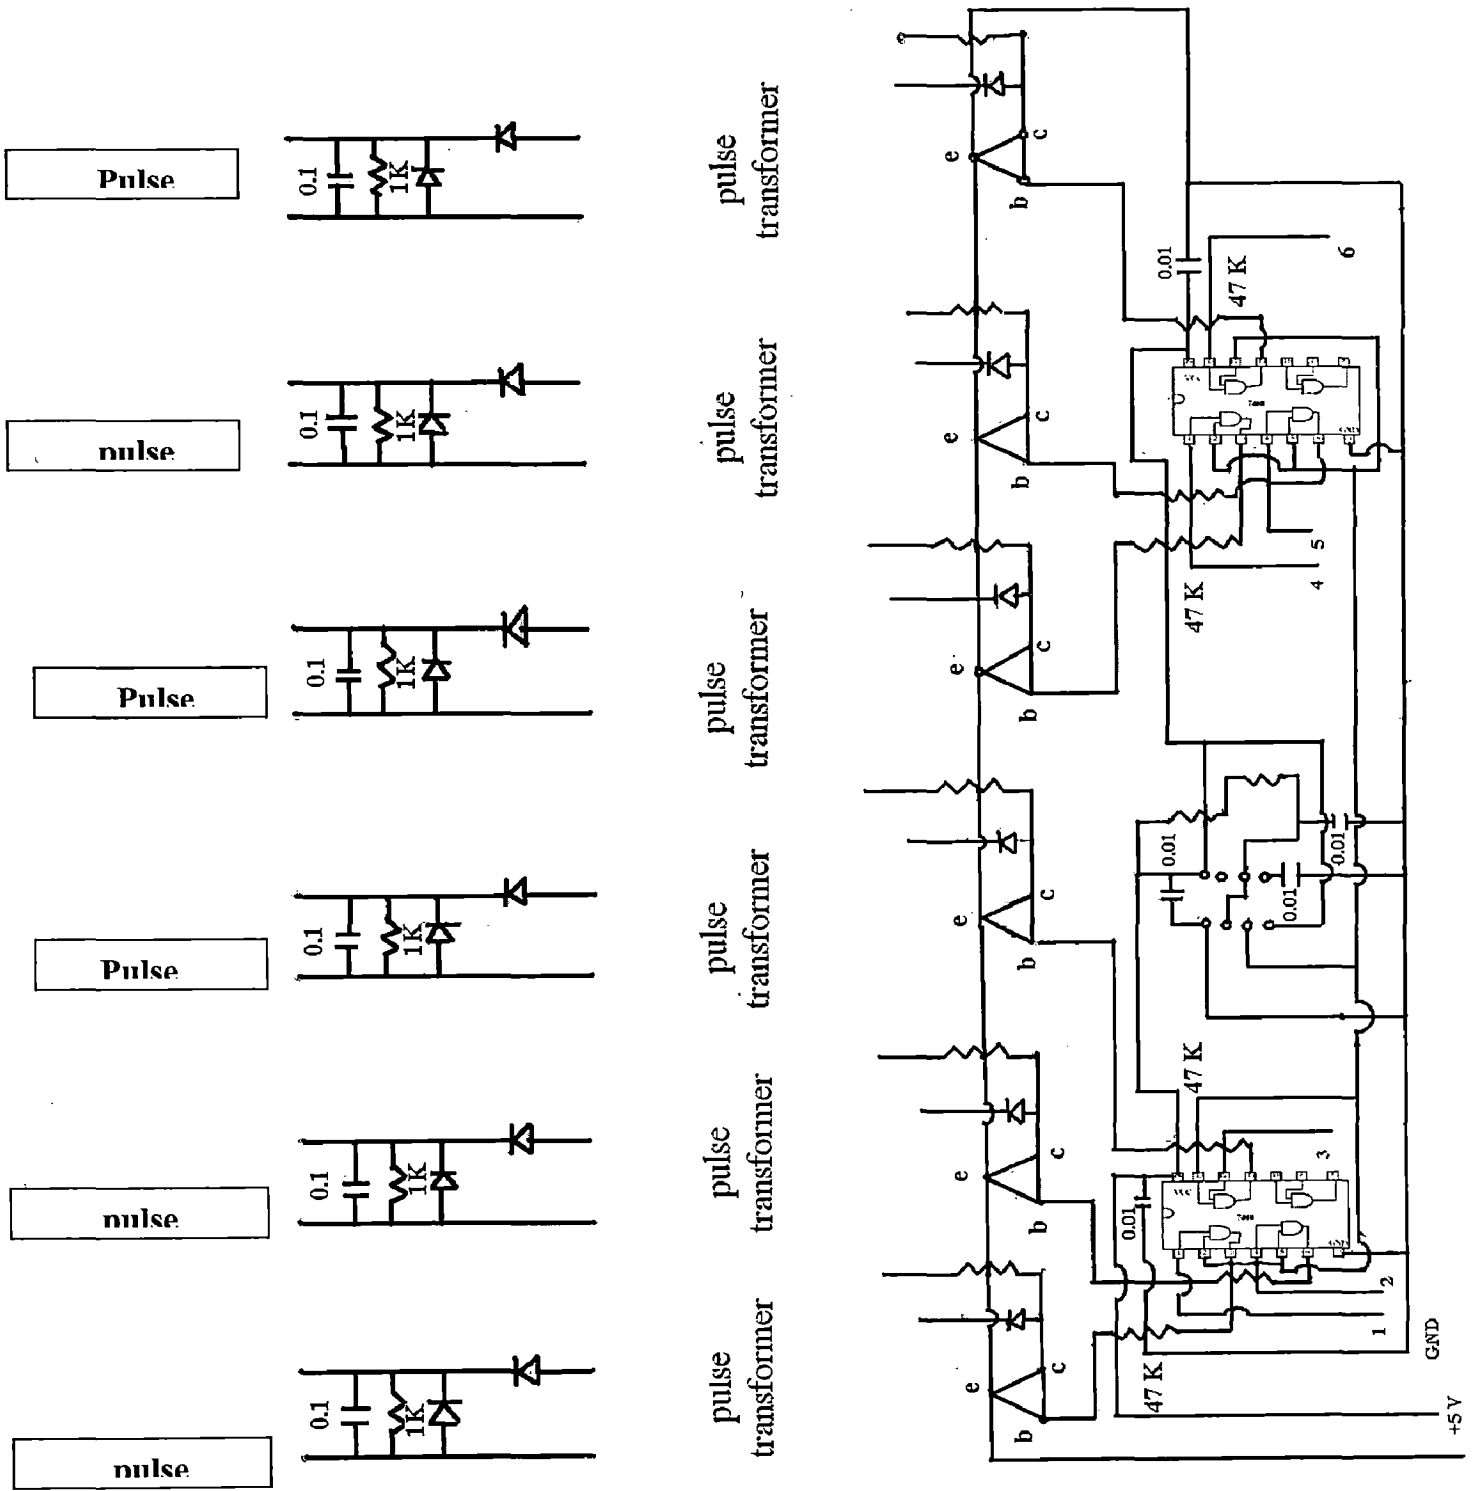 Pulse
0.1
1K
pulse
transformer
e
c
b
pulse
0.1
1K
pulse
transformer
e
c
b
Pulse
0.1
1K
pulse
transformer
e
c
b
Pulse
0.1
1K
pulse
transformer
e
c
b
pulse
0.1
1K
pulse
transformer
e
c
b
pulse
0.1
1K
pulse
transformer
e
c
b
0.01
47 K
6
VCC
GND
5
4
47 K
0.01
0.01
0.01
47 K
3
0.01
VCC
2
1
47 K
GND
+5 V